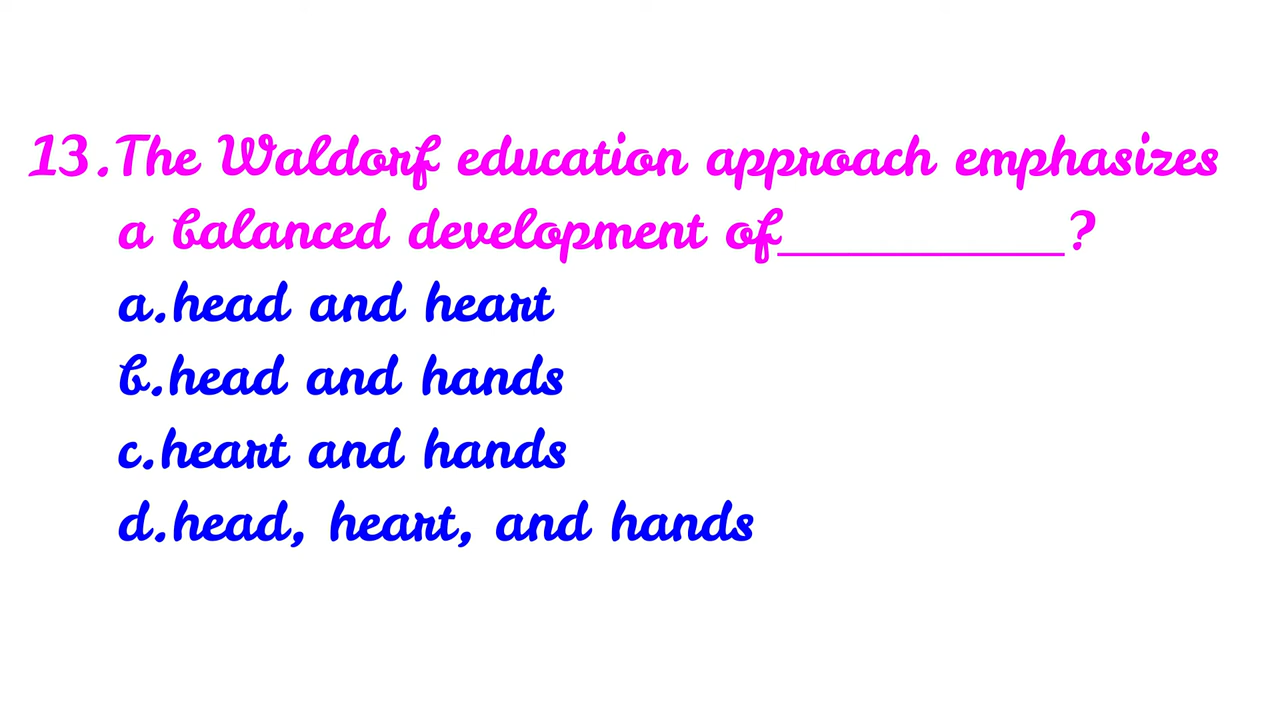 13.The Waldorf education approach emphasizes
a balanced development of__________?
a.head and heart
b.head and hands
c.heart and hands
d.head, heart, and hands